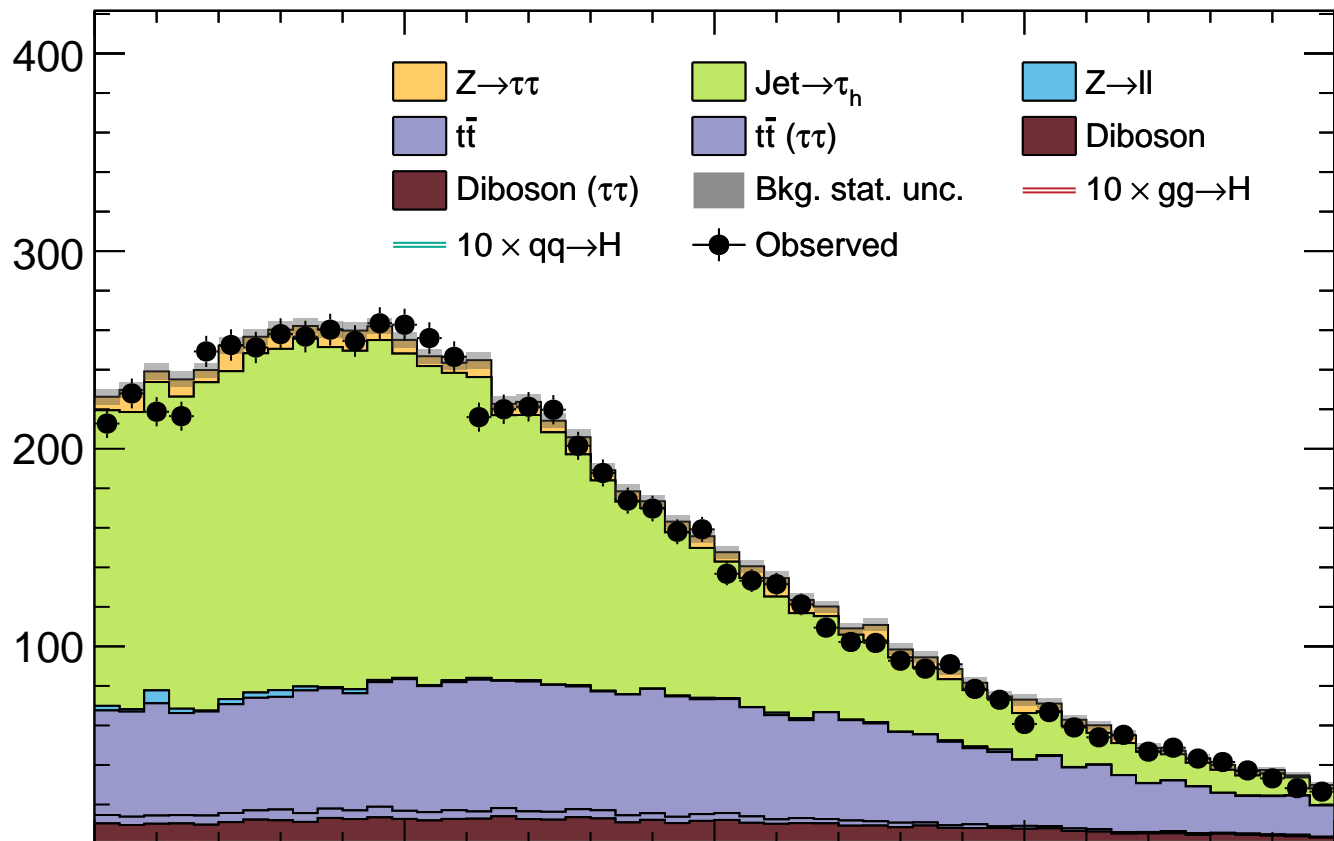 400
Z→ττ Jet→τh Z→ll
tt̄ tt̄ (ττ) Diboson
Diboson (ττ) Bkg. stat. unc. 10 × gg→H
10 × qq→H Observed
300
200
100